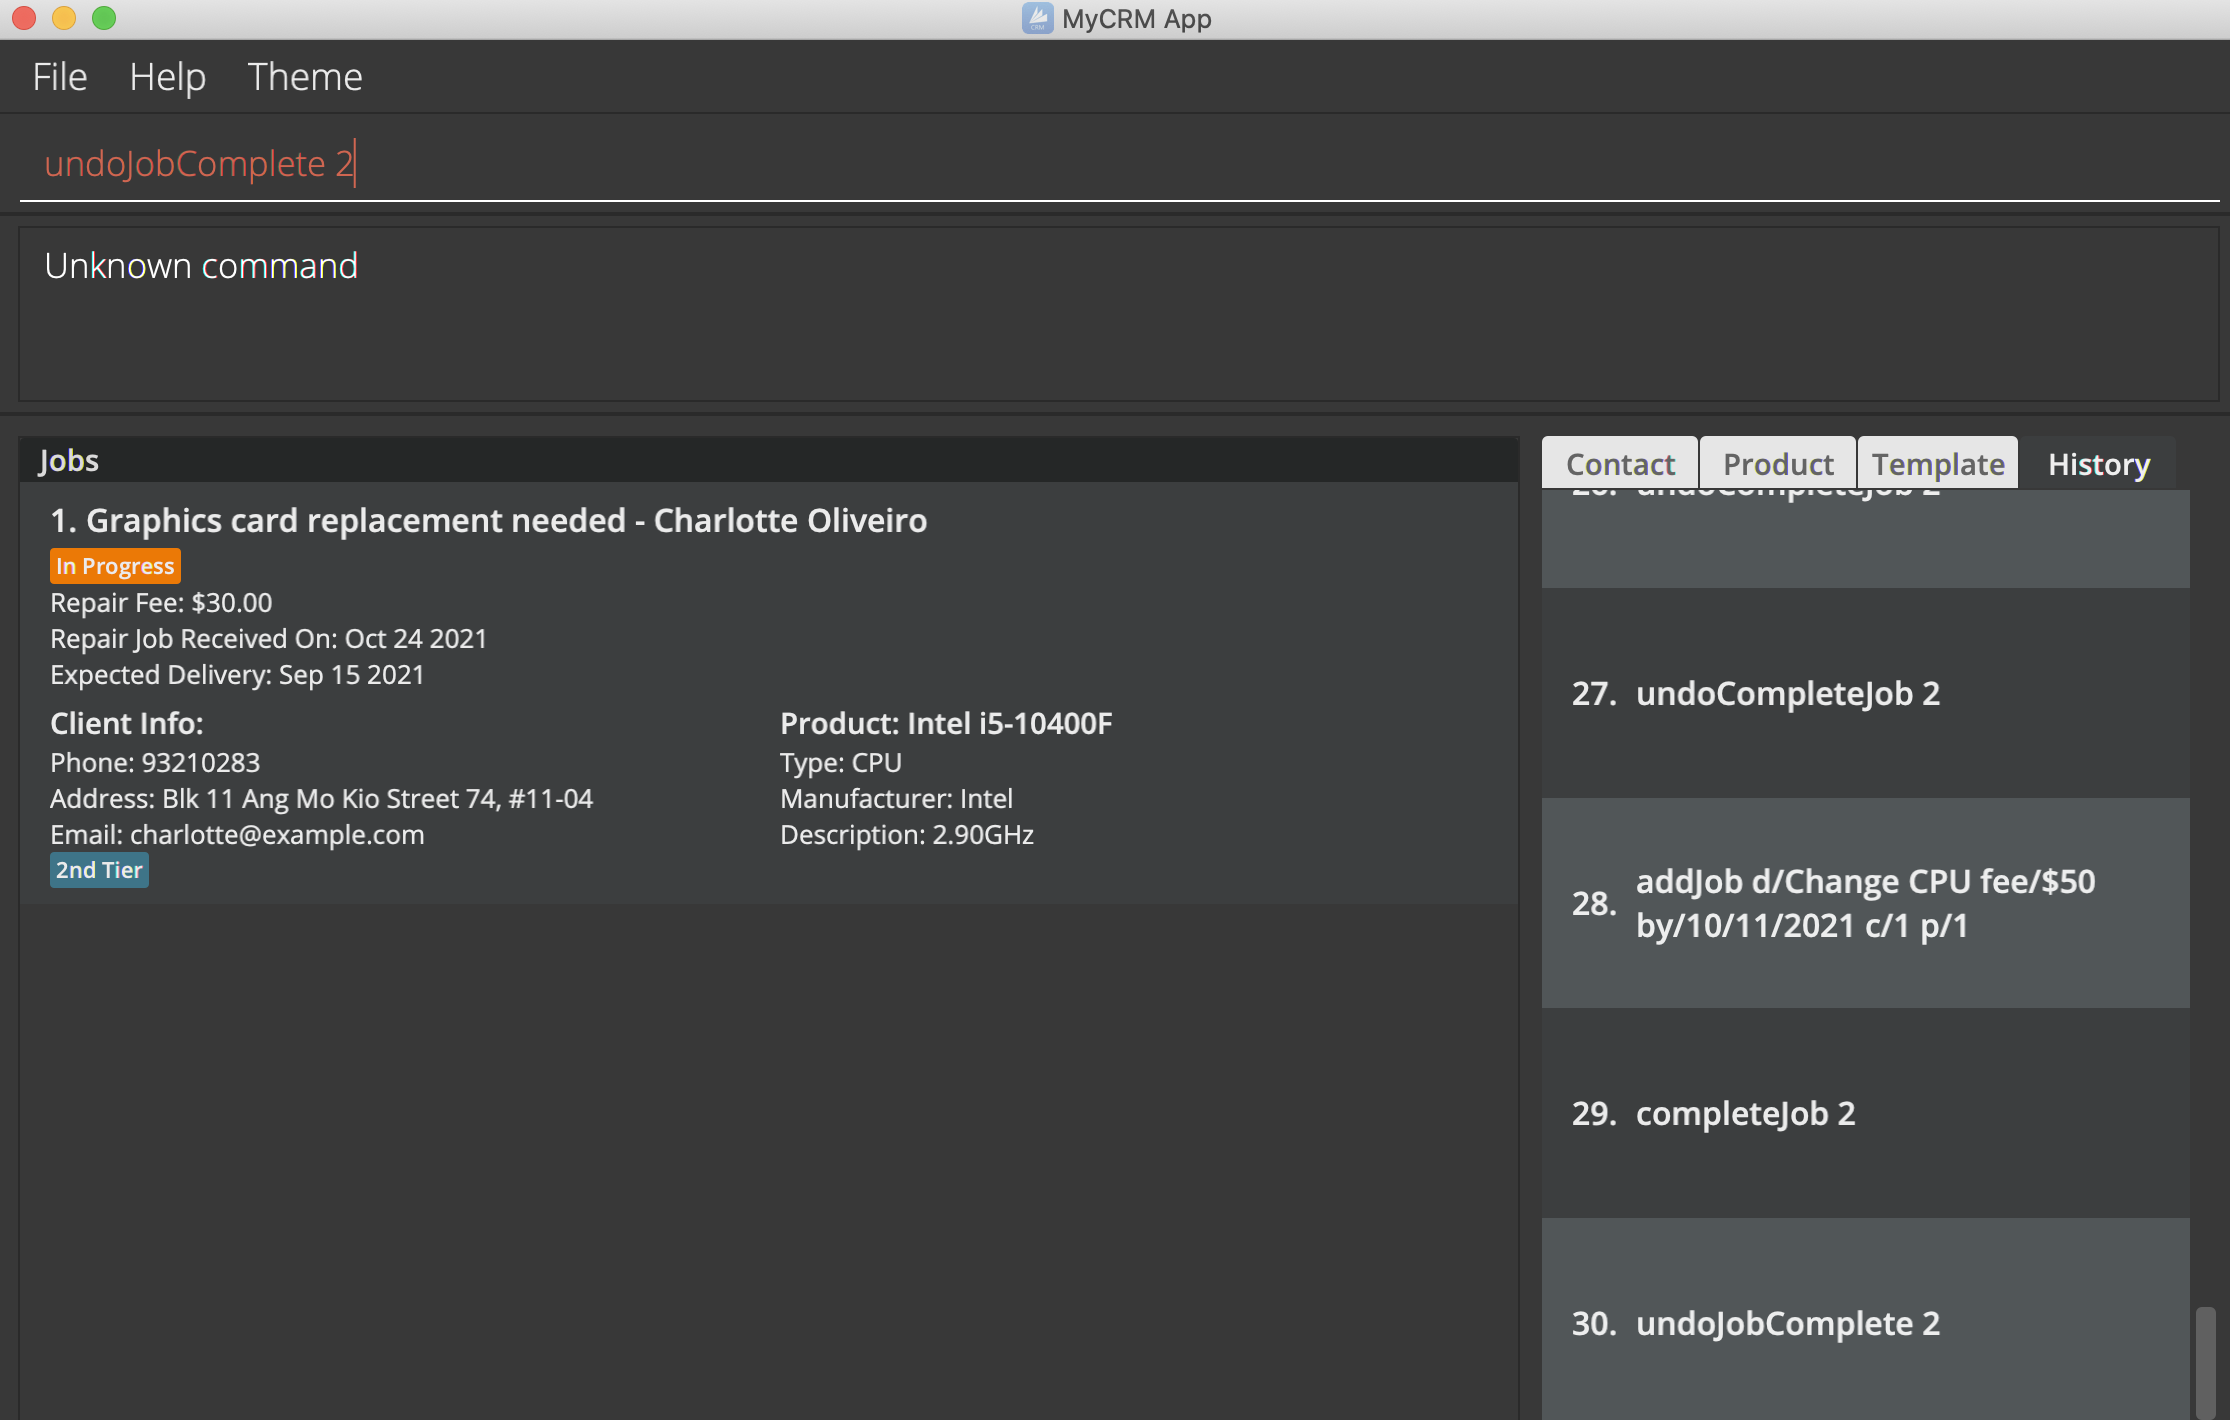 MyCRM App
File Help Theme
undoJobComplete 2
Unknown command
Jobs
1. Graphics card replacement needed - Charlotte Oliveiro
In Progress
Repair Fee: $30.00
Repair Job Received On: Oct 24 2021
Expected Delivery: Sep 15 2021
Client Info:
Phone: 93210283
Address: Blk 11 Ang Mo Kio Street 74, #11-04
Email: charlotte@example.com
2nd Tier
Product: Intel i5-10400F
Type: CPU
Manufacturer: Intel
Description: 2.90GHz
Contact Product Template History
26. undoCompleteJob 2
27. undoCompleteJob 2
28. addJob d/Change CPU fee/$50
by/10/11/2021 c/1 p/1
29. completeJob 2
30. undoJobComplete 2